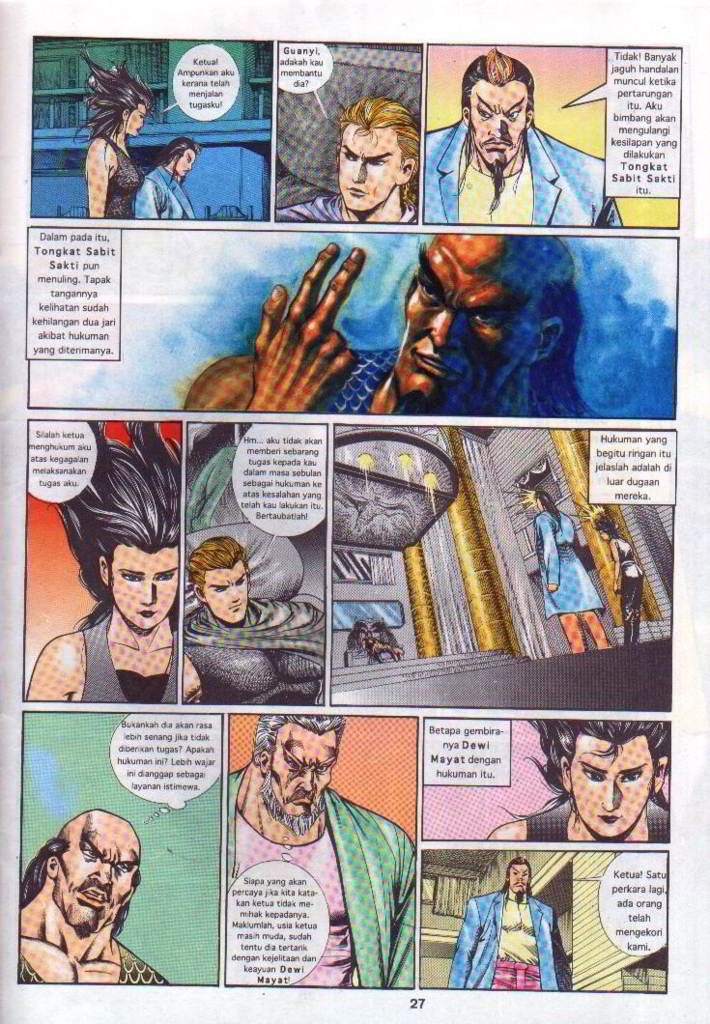 Ketua!
Ampunkan aku
kerana telah
menjalan
tugasku!
Guanyi,
adakah kau
membantu
dia?
Tidak! Banyak
jaguh handalan
muncul ketika
pertarungan
itu. Aku
bimbang akan
mengulangi
kesilapan yang
dilakukan
Tongkat
Sabit Sakti
itu.
Dalam pada itu,
Tongkat Sabit
Sakti pun
menuling. Tapak
tangannya
kelihatan sudah
kehilangan dua jari
akibat hukuman
yang diterimanya.
Silalah ketua
menghukum aku
atas kegagalan
melaksanakan
tugas aku.
Hm... aku tidak akan
memberi sebarang
tugas kepada kau
dalam masa sebulan
sebagai hukuman ke
atas kesalahan yang
telah kau lakukan itu.
Bertaubatlah!
Hukuman yang
begitu ringan itu
jelaslah adalah di
luar dugaan
mereka.
Bukankah dia akan rasa
lebih senang jika tidak
diberikan tugas? Apakah
hukuman ini? Lebih wajar
ini dianggap sebagai
layanan istimewa.
Siapa yang akan
percaya jika kita kata-
kan ketua tidak me-
mihak kepadanya.
Maklumlah, usia ketua
masih muda, sudah
tentu dia tertarik
dengan kejelitaan dan
keayuan Dewi
Mayat!
Betapa gembira-
nya Dewi
Mayat dengan
hukuman itu.
Ketua! Satu
perkara lagi,
ada orang
telah
mengekori
kami.
27